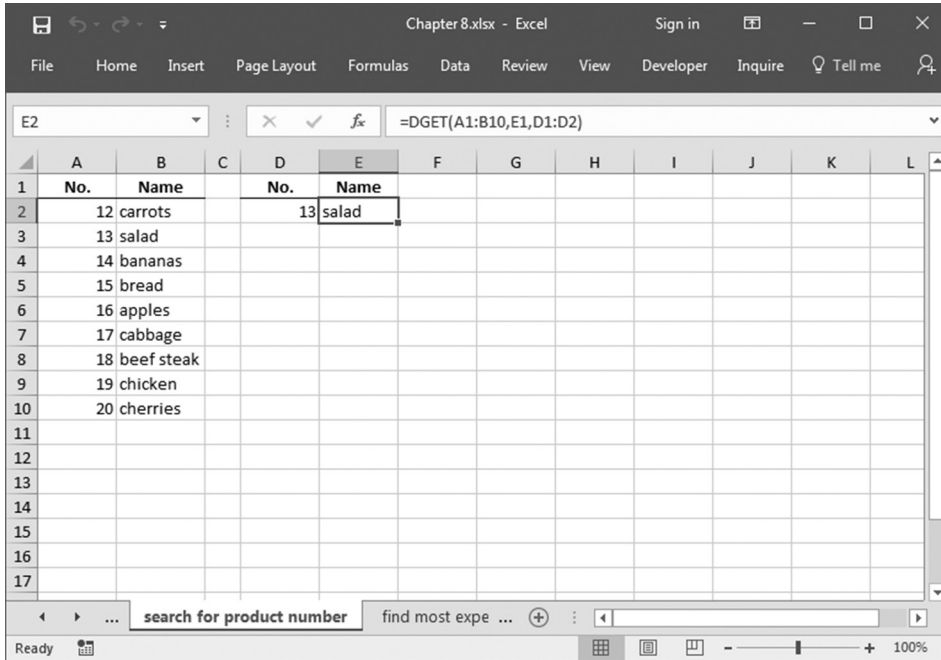 Chapter 8.xlsx - Excel Sign in
File Home Insert Page Layout Formulas Data Review View Developer Inquire Tell me
E2 fx =DGET(A1:B10,E1,D1:D2)
A B C D E F G H I J K L
1 No. Name No. Name
2 12 carrots 13 salad
3 13 salad
4 14 bananas
5 15 bread
6 16 apples
7 17 cabbage
8 18 beef steak
9 19 chicken
10 20 cherries
11
12
13
14
15
16
17
... search for product number find most expe ...
Ready 100%